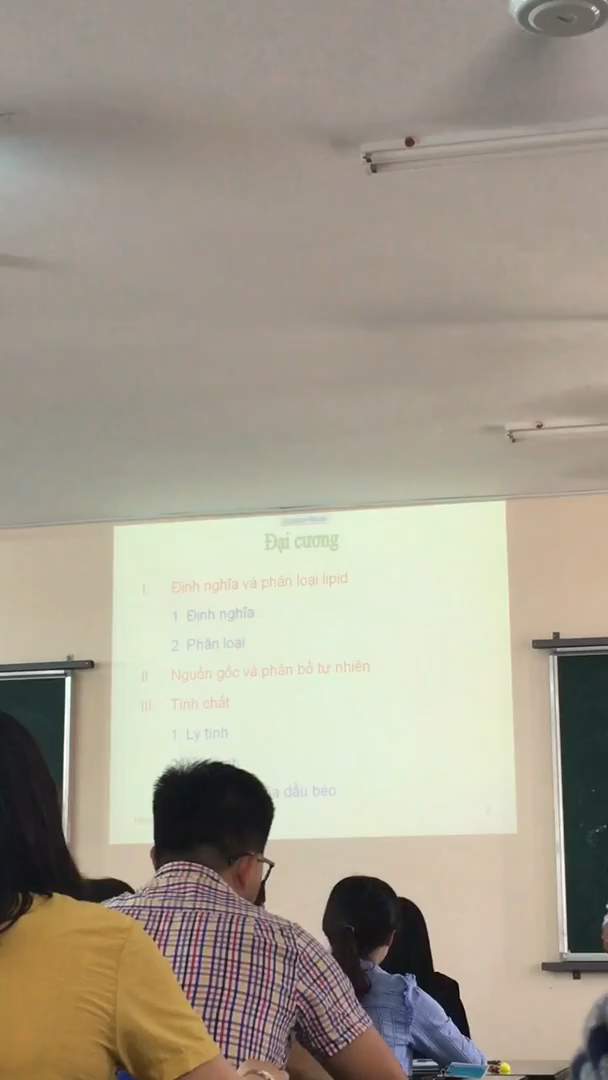 Đại cương
I Định nghĩa và phân loại lipid
1 Định nghĩa
2 Phân loại
II Nguồn gốc và phân bố tự nhiên
III Tính chất
1 Lý tính
dầu béo
2